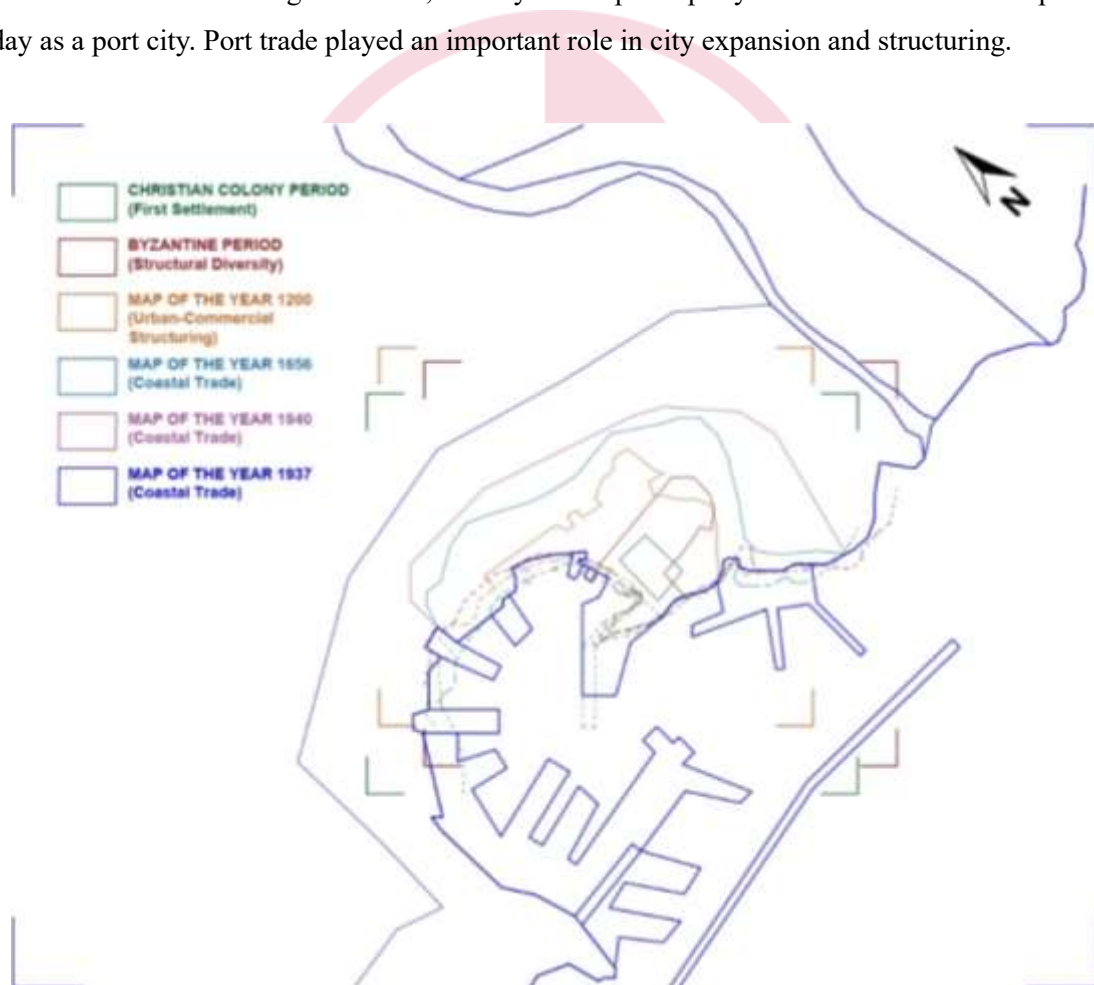 day as a port city. Port trade played an important role in city expansion and structuring.
CHRISTIAN COLONY PERIOD
(First Settlement)
BYZANTINE PERIOD
(Structural Diversity)
MAP OF THE YEAR 1200
(Urban-Commercial
Structuring)
MAP OF THE YEAR 1656
(Coastal Trade)
MAP OF THE YEAR 1940
(Coastal Trade)
MAP OF THE YEAR 1937
(Coastal Trade)
N